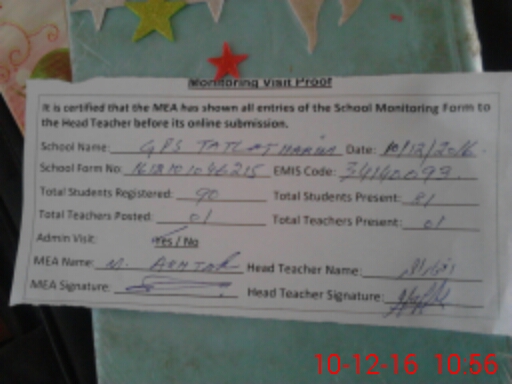 Monitoring Visit Proof
It is certified that the MEA has shown all entries of the School Monitoring Form to
the Head Teacher before its online submission.
School Name: GPS Date: 10/12/2016
School Form No: EMIS Code:
Total Students Registered: 90 Total Students Present: 81
Total Teachers Posted: 01 Total Teachers Present: 01
Admin Visit: Yes / No
MEA Name: M. Head Teacher Name:
MEA Signature: Head Teacher Signature:
10-12-16 10:56